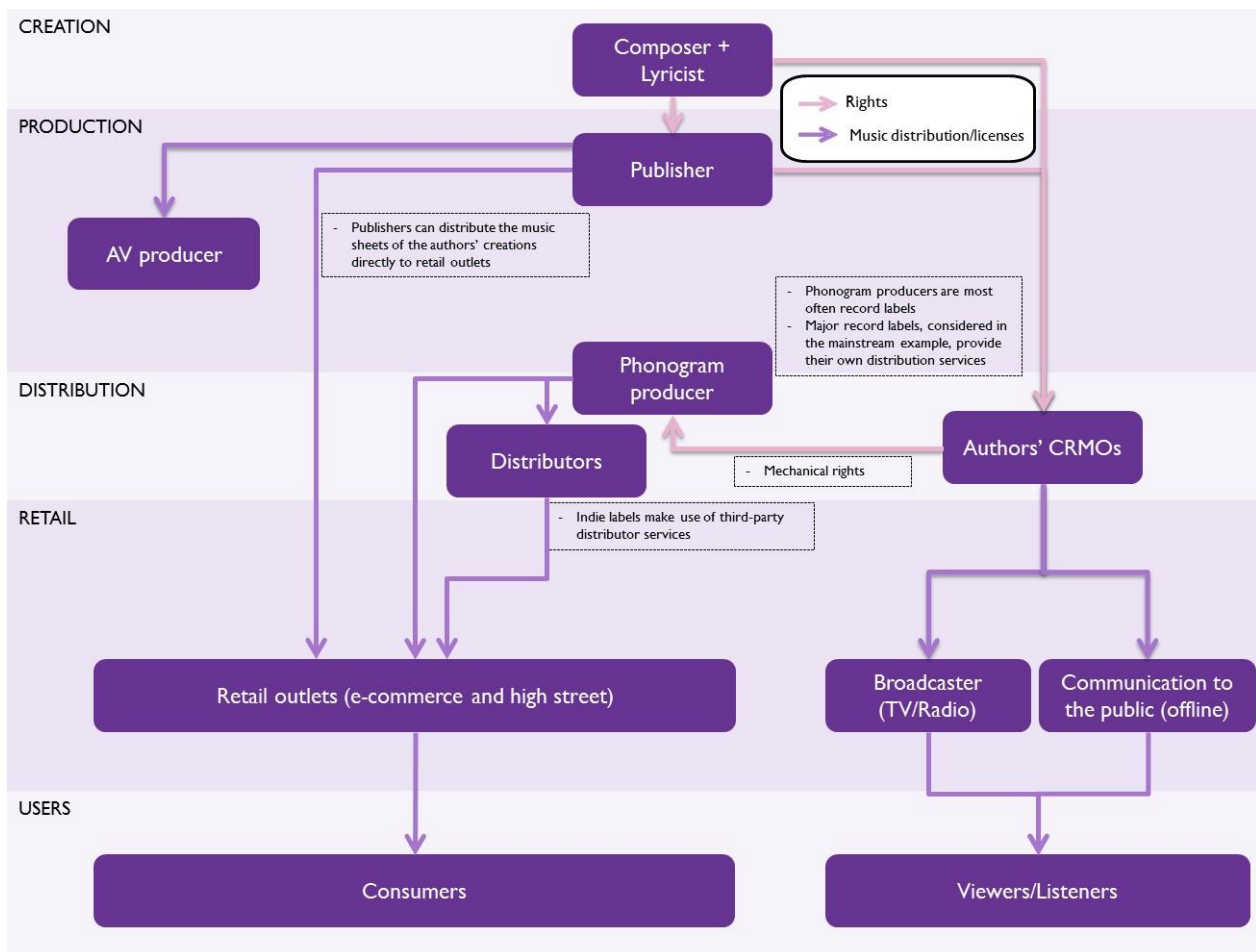 CREATION
Composer +
Lyricist
Rights
Music distribution/licenses
PRODUCTION
Publisher
AV producer
- Publishers can distribute the music
sheets of the authors' creations
directly to retail outlets
- Phonogram producers are most
often record labels
- Major record labels, considered in
the mainstream example, provide
their own distribution services
Phonogram
producer
DISTRIBUTION
Distributors
- Mechanical rights
Authors' CRMOs
RETAIL
- Indie labels make use of third-party
distributor services
Retail outlets (e-commerce and high street)
Broadcaster
(TV/Radio)
Communication to
the public (offline)
USERS
Consumers
Viewers/Listeners